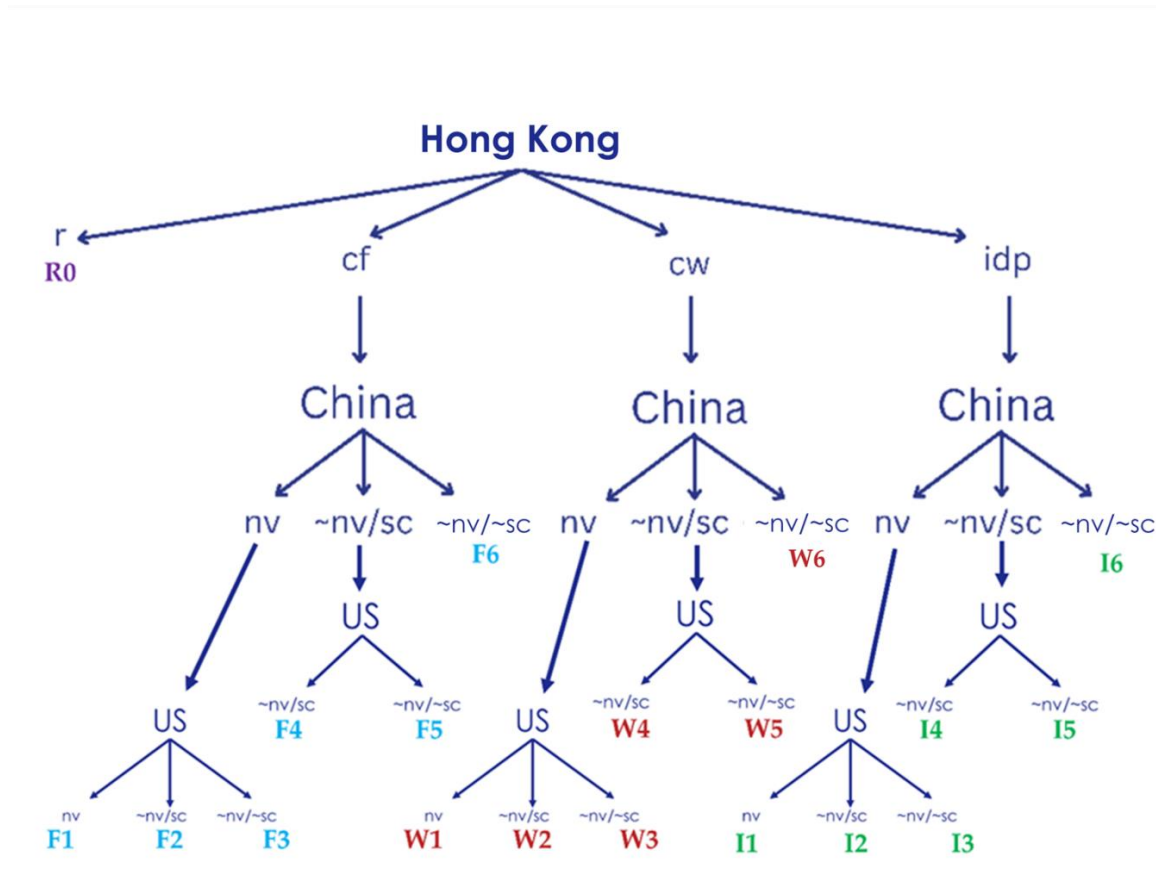 Hong Kong
r
R0
cf
cw
idp
China
China
China
nv ~nv/sc ~nv/~sc nv ~nv/sc ~nv/~sc nv ~nv/sc ~nv/~sc
F6 W6 I6
US US US
~nv/sc ~nv/~sc ~nv/sc ~nv/~sc ~nv/sc ~nv/~sc
US F4 F5 US W4 W5 US I4 I5
nv ~nv/sc ~nv/~sc nv ~nv/sc ~nv/~sc nv ~nv/sc ~nv/~sc
F1 F2 F3 W1 W2 W3 I1 I2 I3